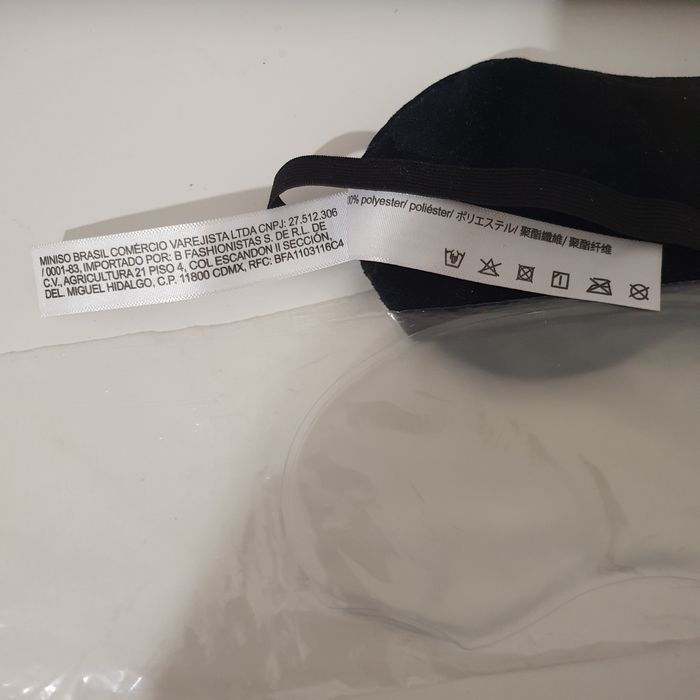 MINISO BRASIL COMÉRCIO VAREJISTA LTDA CNPJ: 27.512.306
/ 0001-83, IMPORTADO POR: B FASHIONISTAS S. DE R.L. DE
C.V., AGRICULTURA 21 PISO 4, COL ESCANDON II SECCIÓN,
DEL MIGUEL HIDALGO, C.P. 11800 CDMX, RFC: BFA1103116C4
polyester/ poliéster/ ポリエステル/ 聚酯纖維/ 聚酯纤维